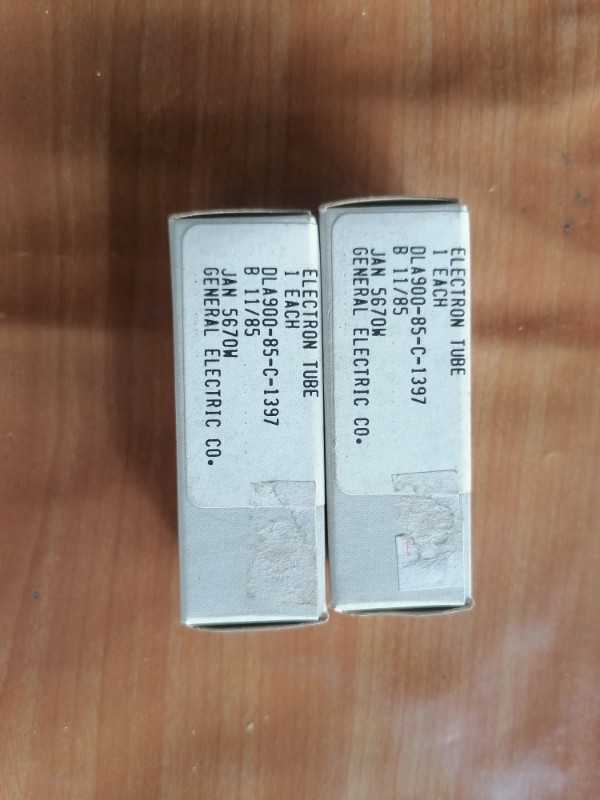 ELECTRON TUBE
1 EACH
DLA900-85-C-1397
B 11/85
JAN 5670W
GENERAL ELECTRIC CO.
ELECTRON TUBE
1 EACH
DLA900-85-C-1397
B 11/85
JAN 5670W
GENERAL ELECTRIC CO.